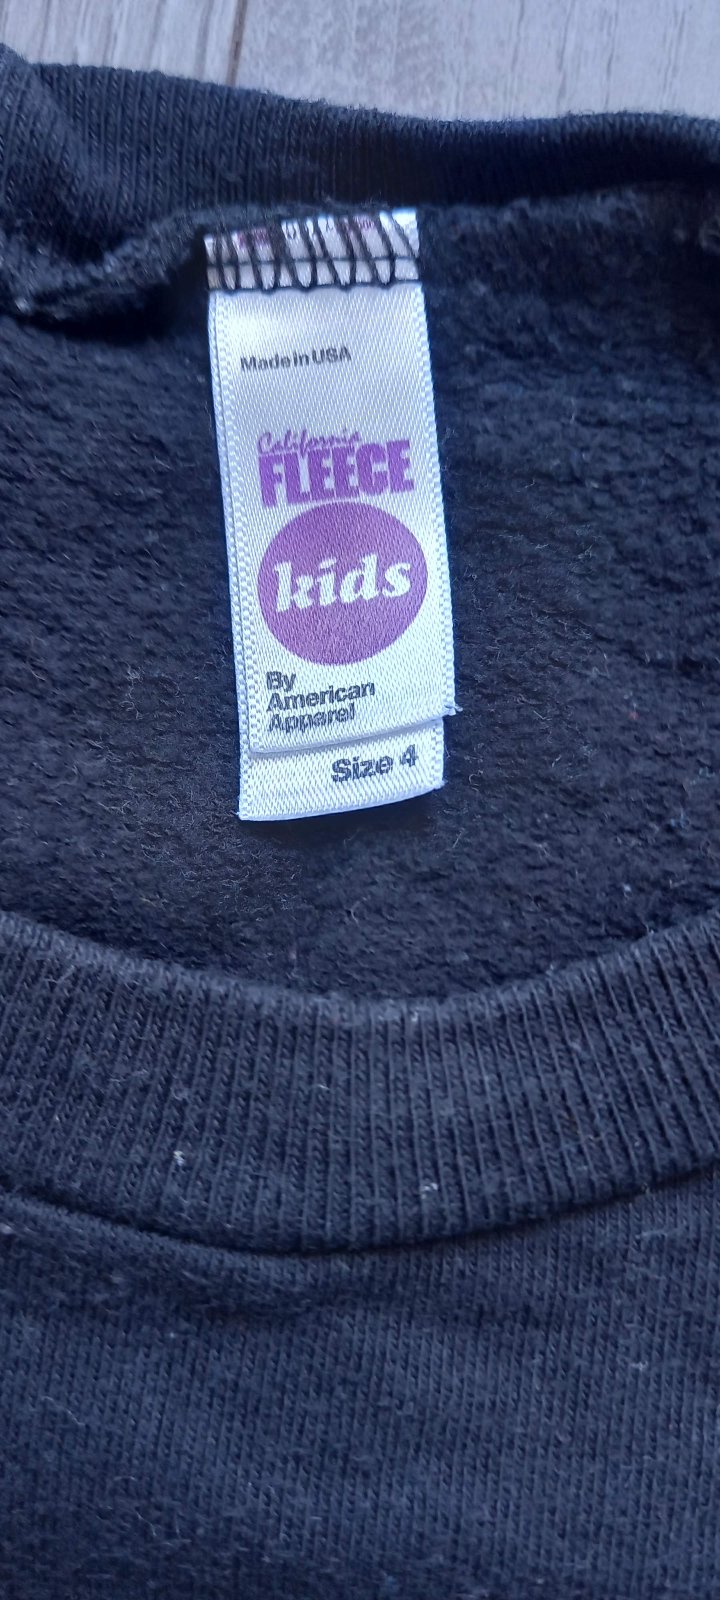 Made in USA
California
FLEECE
kids
By
American
Apparel
Size 4